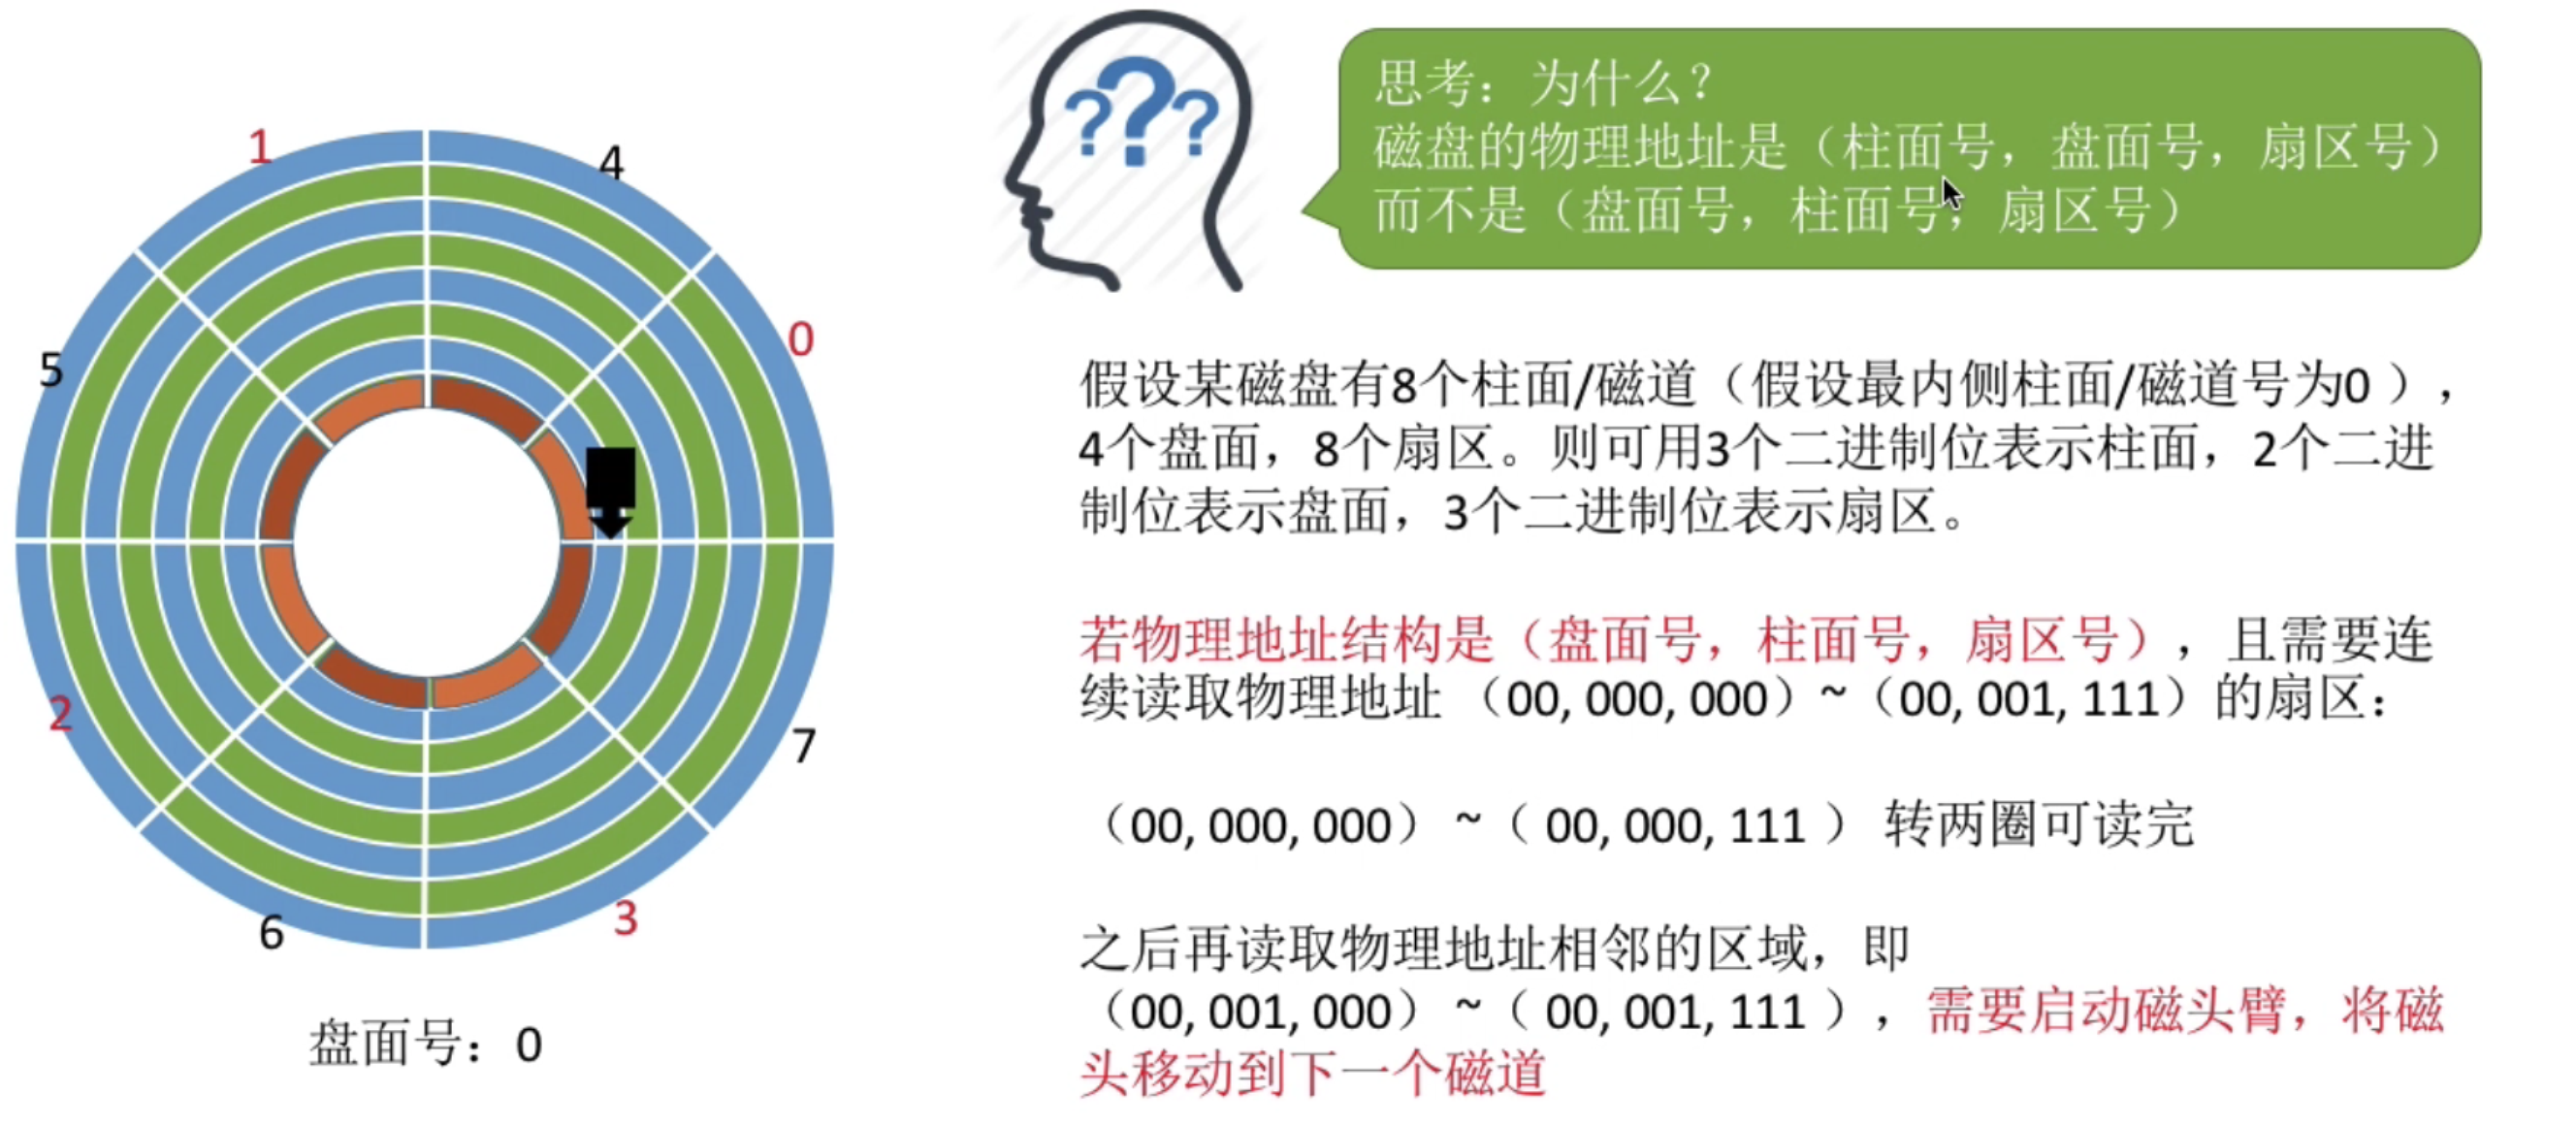 1
4
0
5
2
7
6
3
盘面号：0
? ? ?
思考：为什么？
磁盘的物理地址是（柱面号，盘面号，扇区号）
而不是（盘面号，柱面号，扇区号）
假设某磁盘有8个柱面/磁道（假设最内侧柱面/磁道号为0 ），
4个盘面，8个扇区。则可用3个二进制位表示柱面，2个二进
制位表示盘面，3个二进制位表示扇区。
若物理地址结构是（盘面号，柱面号，扇区号），且需要连
续读取物理地址 （00, 000, 000）~（00, 001, 111）的扇区：
（00, 000, 000） ~ （ 00, 000, 111 ） 转两圈可读完
之后再读取物理地址相邻的区域，即
（00, 001, 000） ~ （ 00, 001, 111 ），需要启动磁头臂，将磁
头移动到下一个磁道